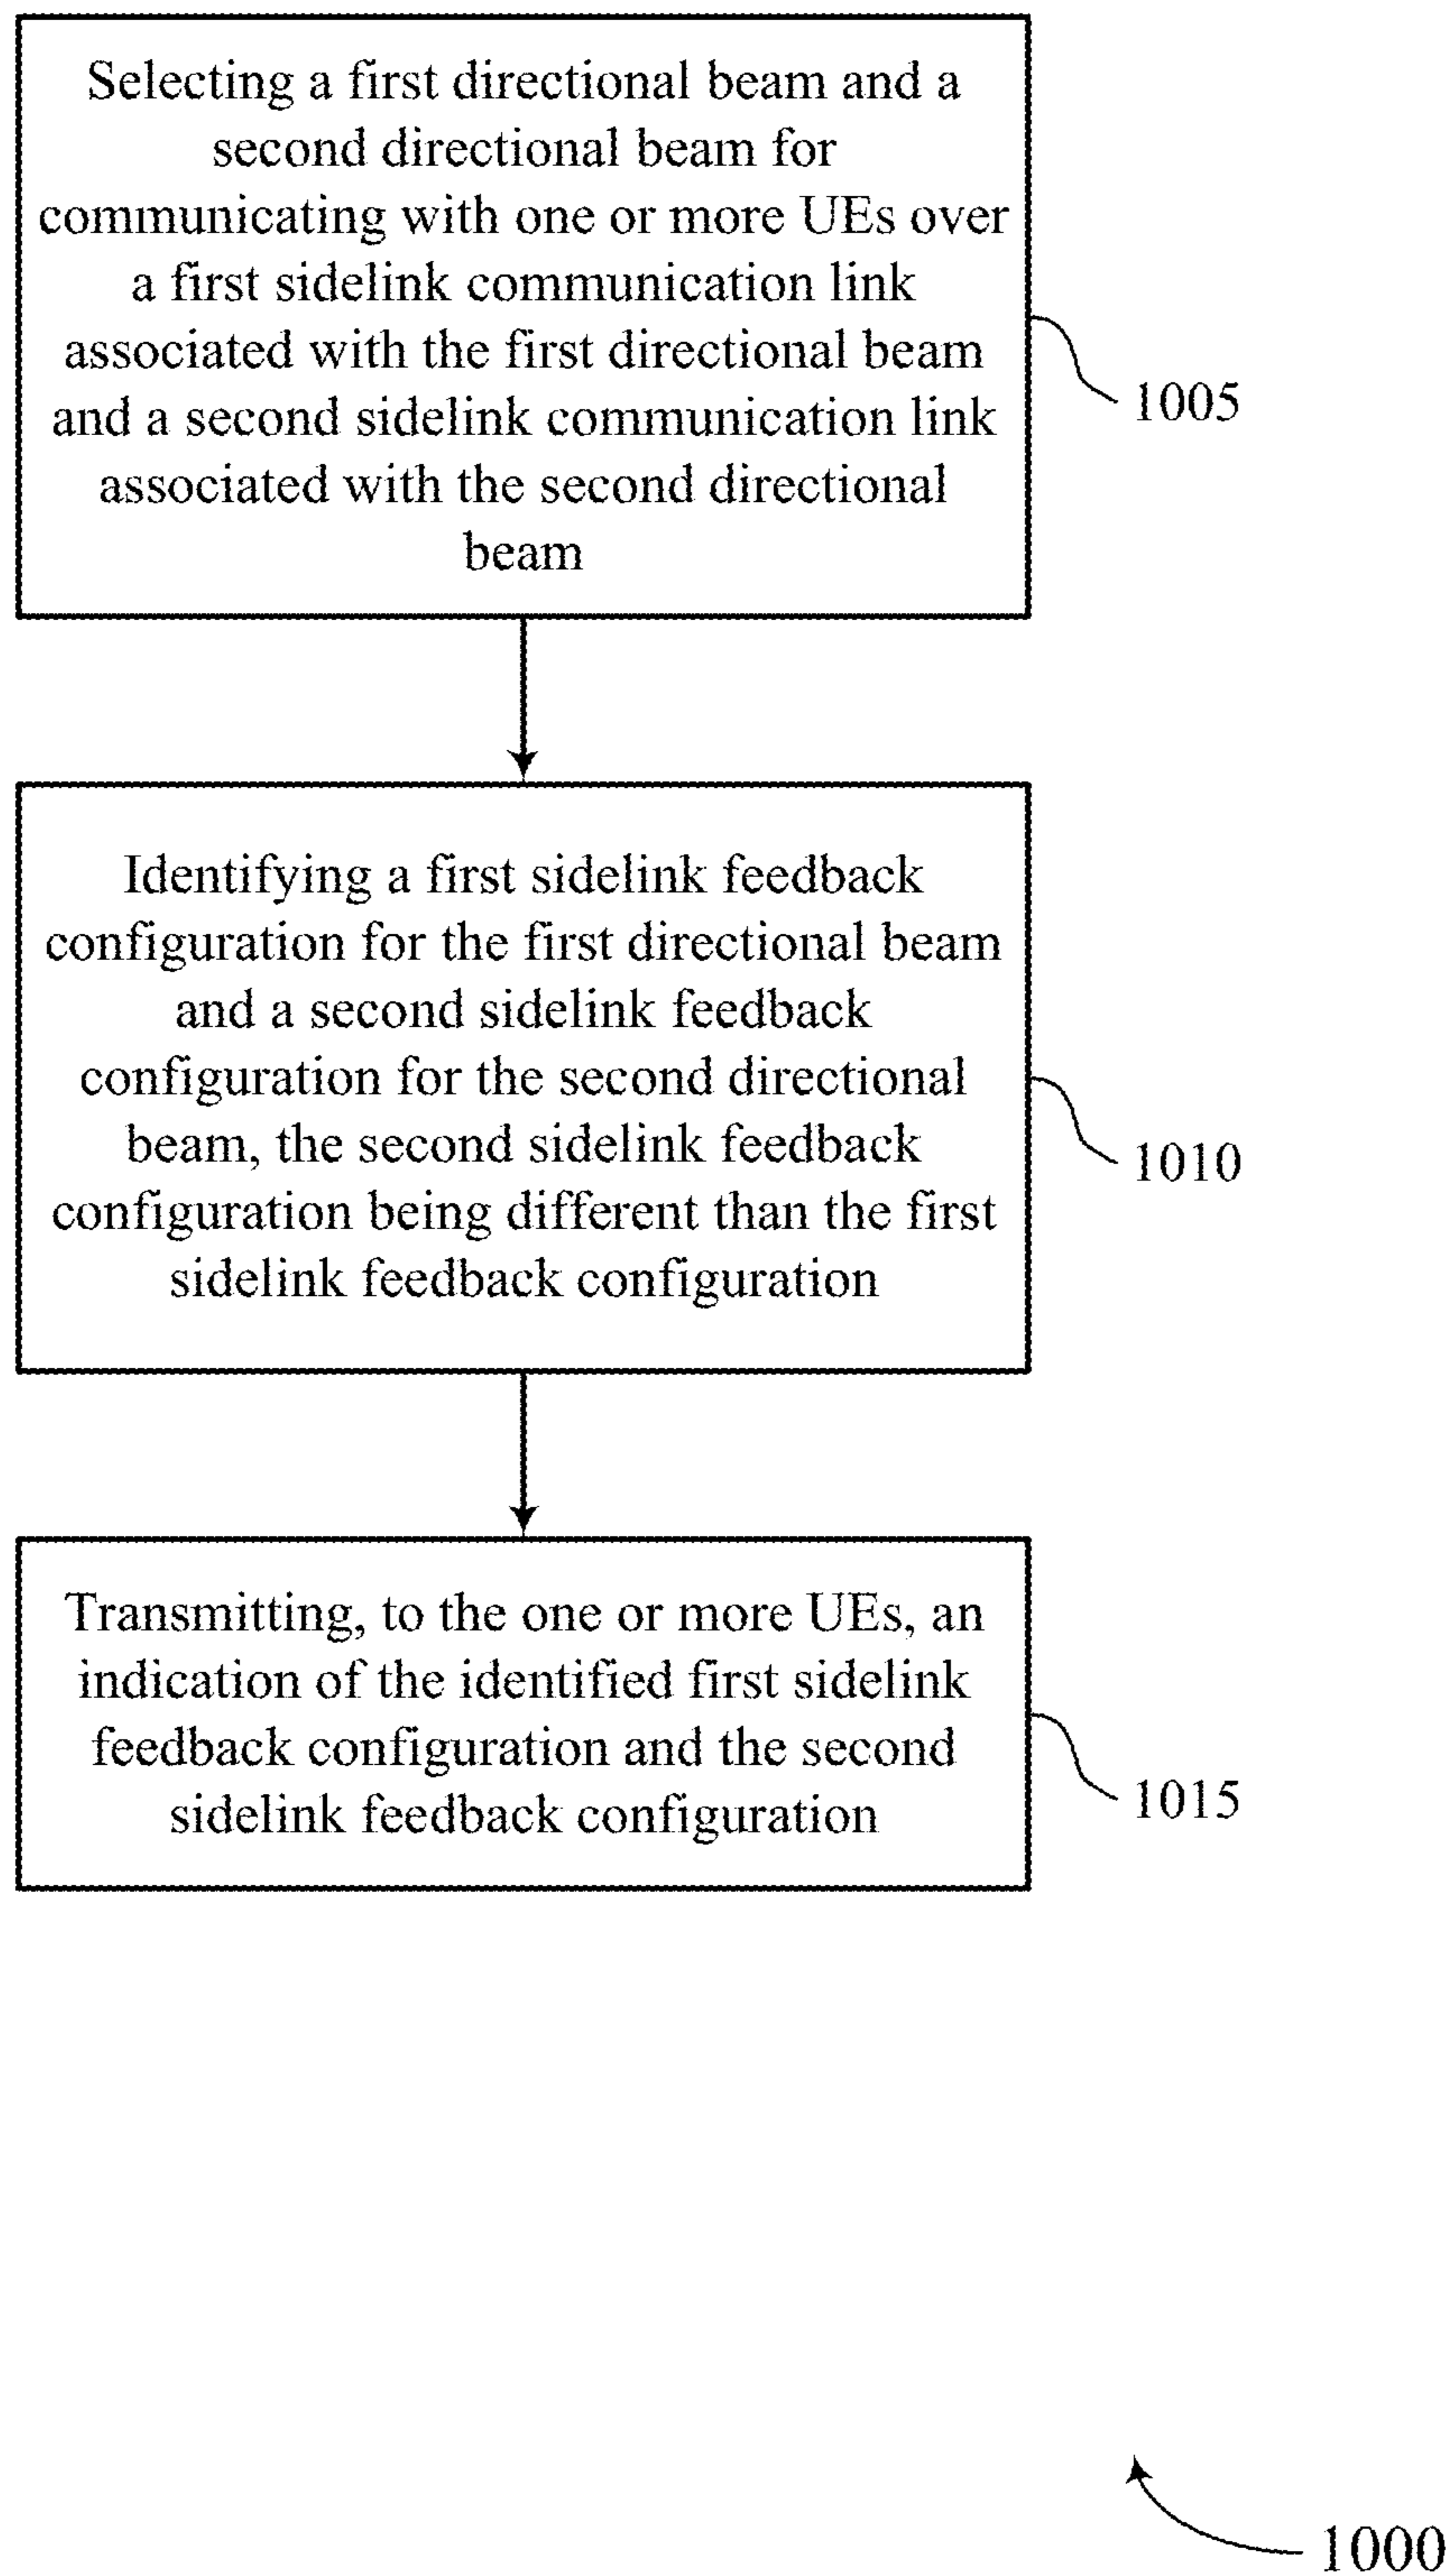 Selecting a first directional beam and a
second directional beam for
communicating with one or more UEs over
a first sidelink communication link
associated with the first directional beam
and a second sidelink communication link
associated with the second directional
beam
1005
Identifying a first sidelink feedback
configuration for the first directional beam
and a second sidelink feedback
configuration for the second directional
beam, the second sidelink feedback
configuration being different than the first
sidelink feedback configuration
1010
Transmitting, to the one or more UEs, an
indication of the identified first sidelink
feedback configuration and the second
sidelink feedback configuration
1015
1000